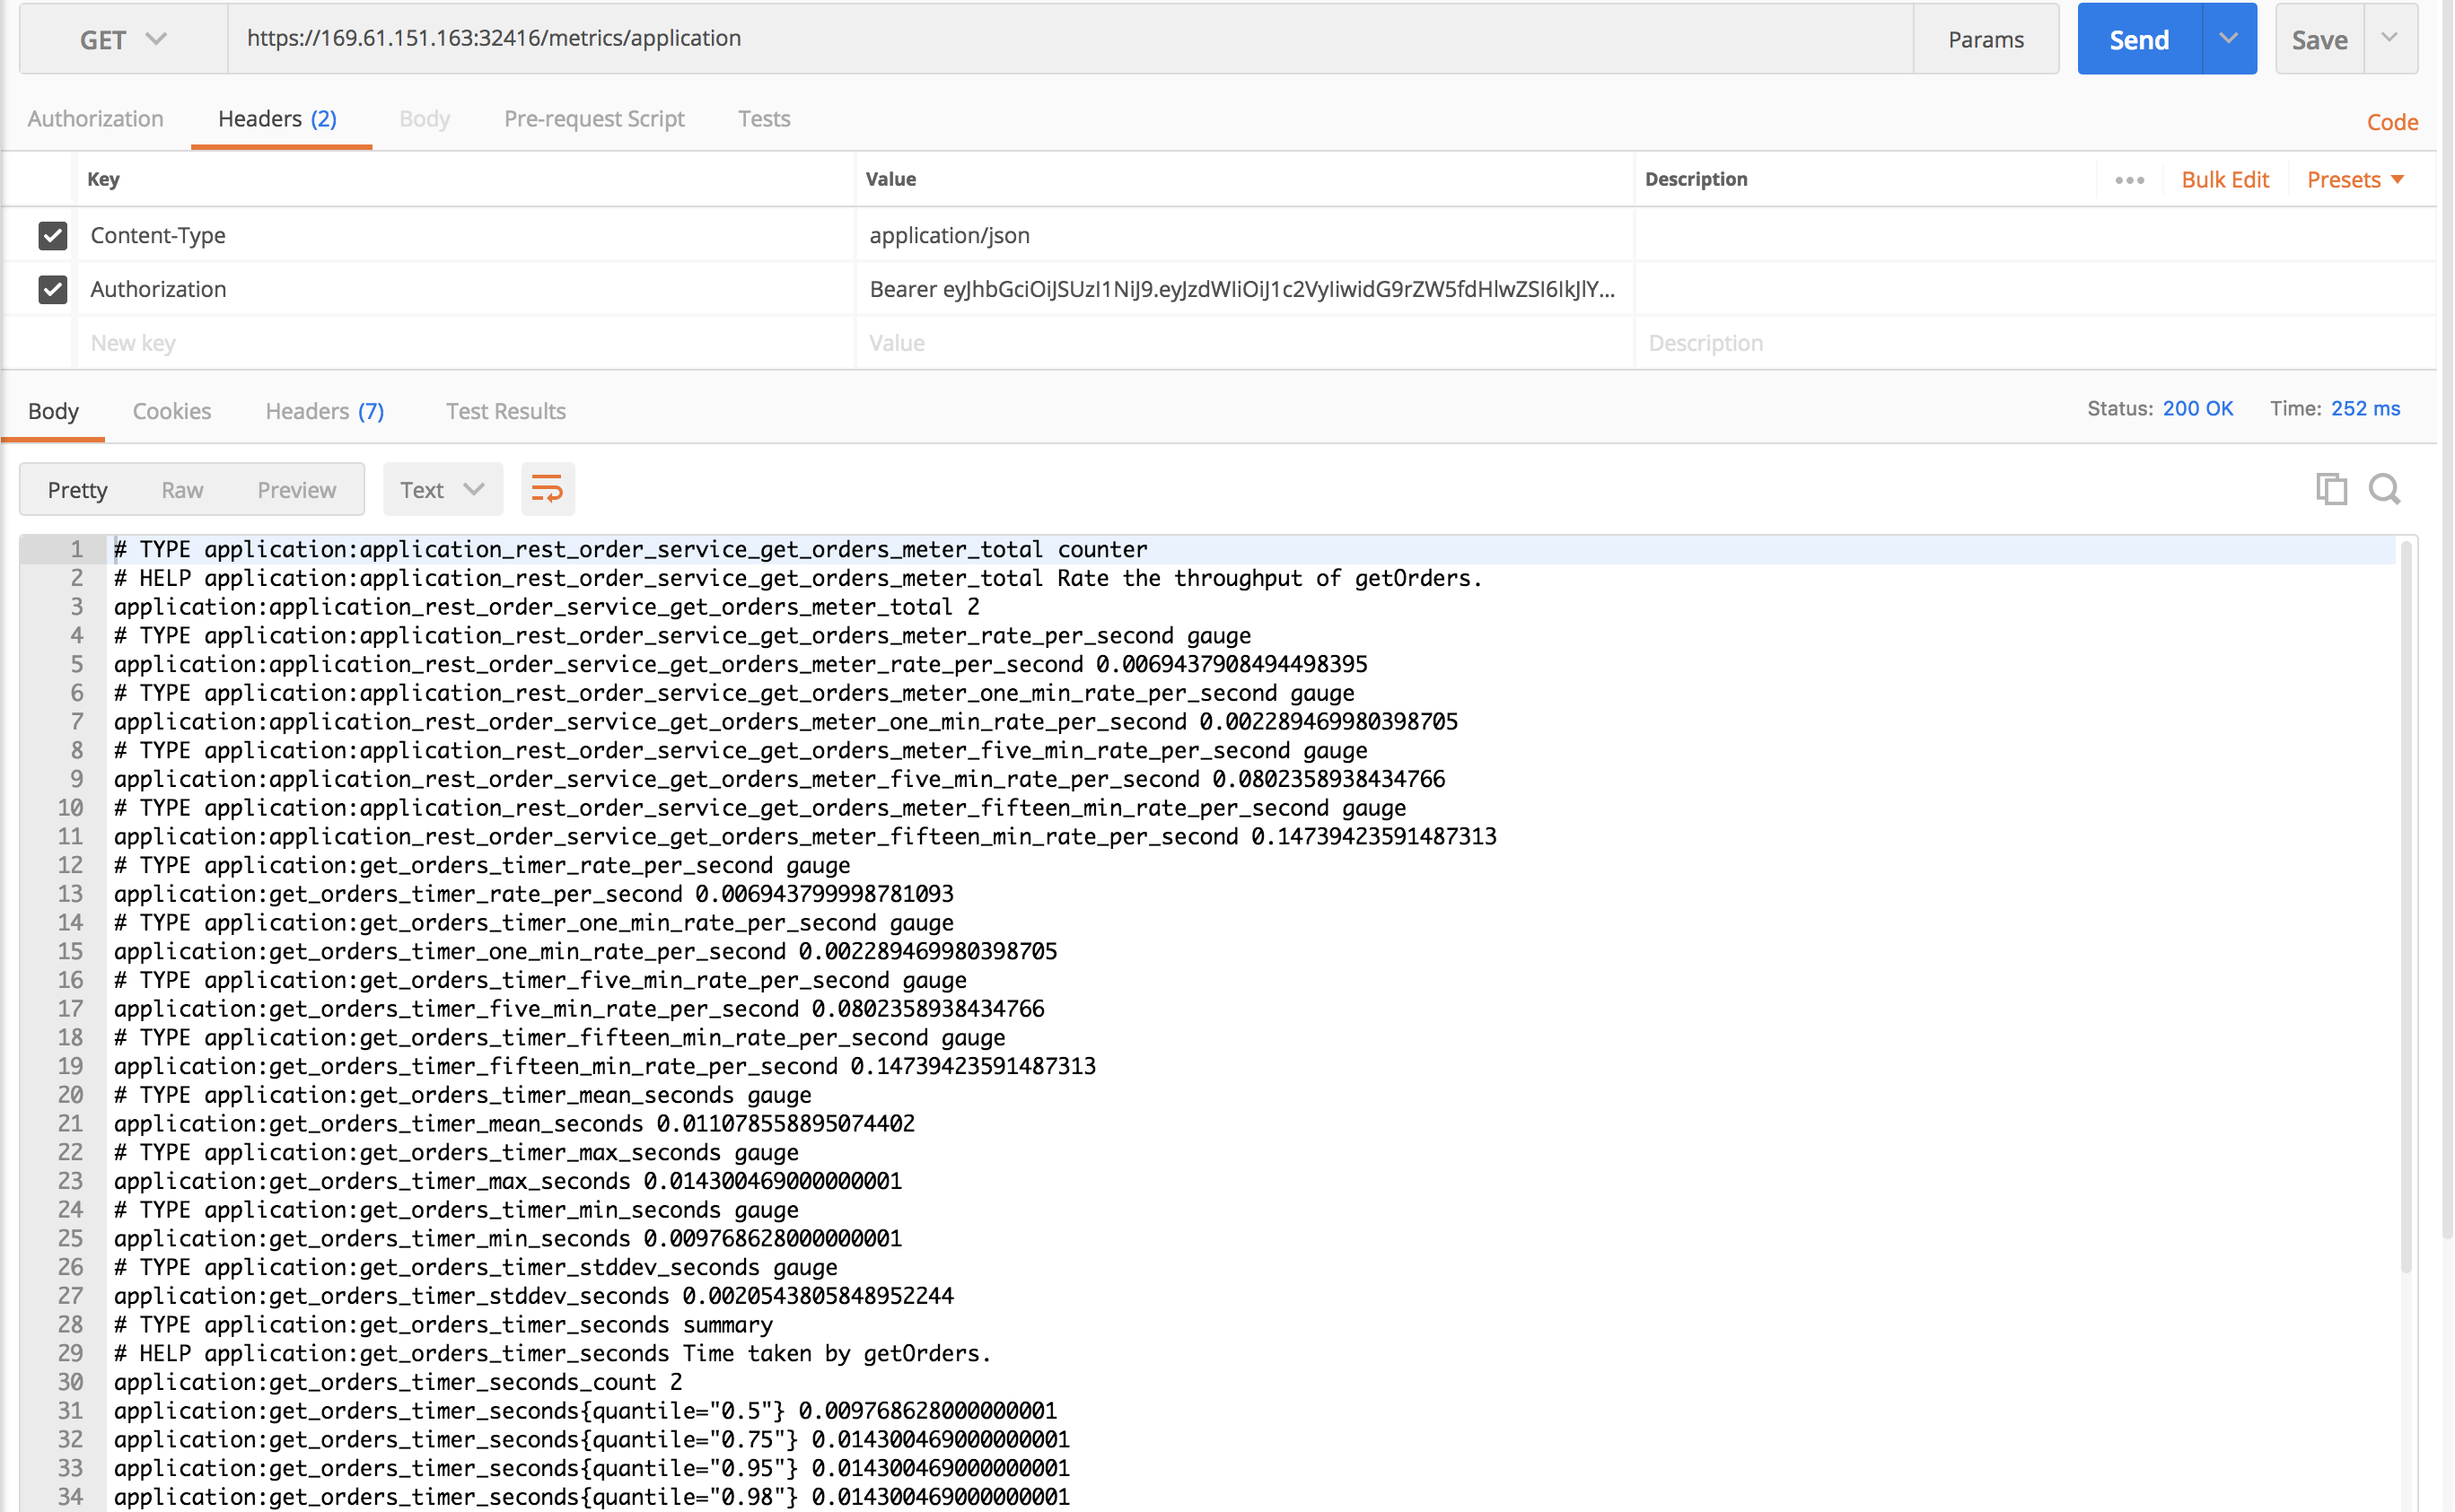 GET https://169.61.151.163:32416/metrics/application Params Send Save
Authorization Headers (2) Body Pre-request Script Tests Code
Key Value Description ••• Bulk Edit Presets
Content-Type application/json
Authorization Bearer eyJhbGciOiJSUzI1NiJ9.eyJzdWIiOiJ1c2VyIiwidG9rZW5fdHlwZSI6IkJlY...
New key Value Description
Body Cookies Headers (7) Test Results Status: 200 OK Time: 252 ms
Pretty Raw Preview Text
1 # TYPE application:application_rest_order_service_get_orders_meter_total counter
2 # HELP application:application_rest_order_service_get_orders_meter_total Rate the throughput of getOrders.
3 application:application_rest_order_service_get_orders_meter_total 2
4 # TYPE application:application_rest_order_service_get_orders_meter_rate_per_second gauge
5 application:application_rest_order_service_get_orders_meter_rate_per_second 0.0069437908494498395
6 # TYPE application:application_rest_order_service_get_orders_meter_one_min_rate_per_second gauge
7 application:application_rest_order_service_get_orders_meter_one_min_rate_per_second 0.002289469980398705
8 # TYPE application:application_rest_order_service_get_orders_meter_five_min_rate_per_second gauge
9 application:application_rest_order_service_get_orders_meter_five_min_rate_per_second 0.0802358938434766
10 # TYPE application:application_rest_order_service_get_orders_meter_fifteen_min_rate_per_second gauge
11 application:application_rest_order_service_get_orders_meter_fifteen_min_rate_per_second 0.14739423591487313
12 # TYPE application:get_orders_timer_rate_per_second gauge
13 application:get_orders_timer_rate_per_second 0.006943799998781093
14 # TYPE application:get_orders_timer_one_min_rate_per_second gauge
15 application:get_orders_timer_one_min_rate_per_second 0.002289469980398705
16 # TYPE application:get_orders_timer_five_min_rate_per_second gauge
17 application:get_orders_timer_five_min_rate_per_second 0.0802358938434766
18 # TYPE application:get_orders_timer_fifteen_min_rate_per_second gauge
19 application:get_orders_timer_fifteen_min_rate_per_second 0.14739423591487313
20 # TYPE application:get_orders_timer_mean_seconds gauge
21 application:get_orders_timer_mean_seconds 0.011078558895074402
22 # TYPE application:get_orders_timer_max_seconds gauge
23 application:get_orders_timer_max_seconds 0.014300469000000001
24 # TYPE application:get_orders_timer_min_seconds gauge
25 application:get_orders_timer_min_seconds 0.009768628000000001
26 # TYPE application:get_orders_timer_stddev_seconds gauge
27 application:get_orders_timer_stddev_seconds 0.0020543805848952244
28 # TYPE application:get_orders_timer_seconds summary
29 # HELP application:get_orders_timer_seconds Time taken by getOrders.
30 application:get_orders_timer_seconds_count 2
31 application:get_orders_timer_seconds{quantile="0.5"} 0.009768628000000001
32 application:get_orders_timer_seconds{quantile="0.75"} 0.014300469000000001
33 application:get_orders_timer_seconds{quantile="0.95"} 0.014300469000000001
34 application:get_orders_timer_seconds{quantile="0.98"} 0.014300469000000001